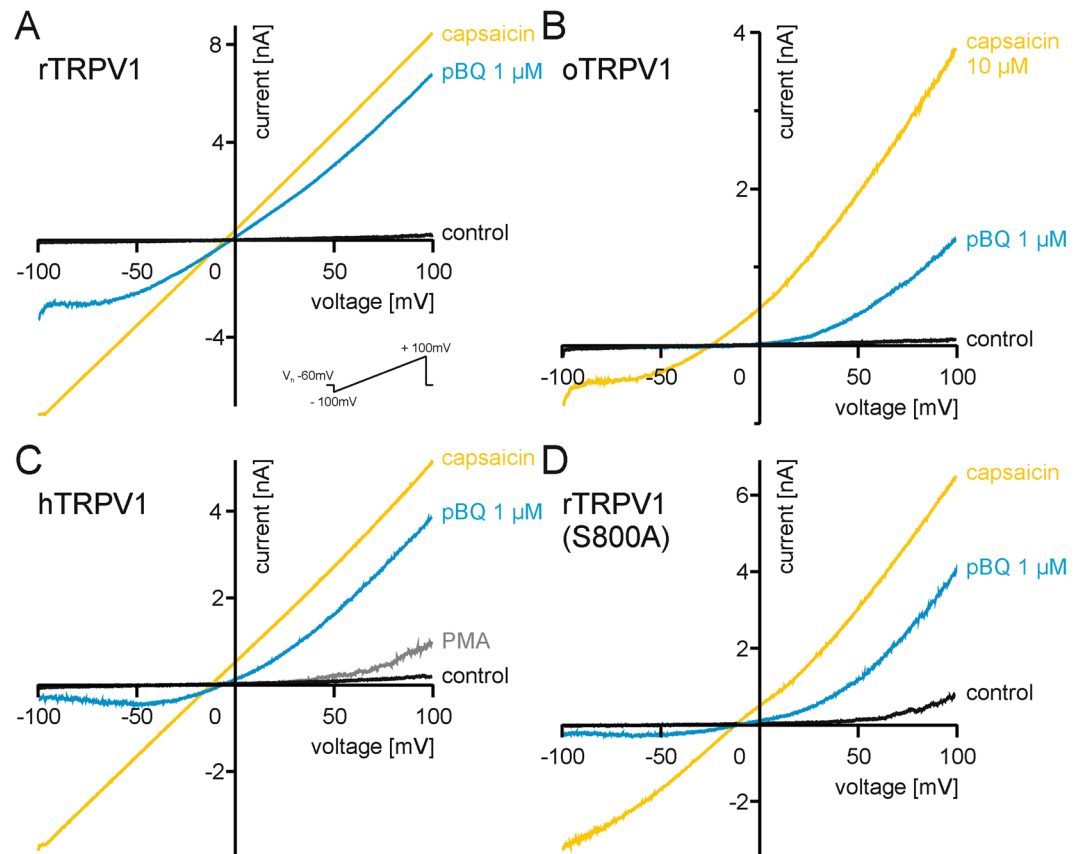 A
rTRPV1
current [nA]
8
4
-4
capsaicin
pBQ 1 µM
control
-100
-50
0
50
100
voltage [mV]
Vh -60mV
+ 100mV
- 100mV
B
oTRPV1
current [nA]
4
2
capsaicin
10 µM
pBQ 1 µM
control
-100
-50
0
50
100
voltage [mV]
C
hTRPV1
current [nA]
4
2
-2
capsaicin
pBQ 1 µM
PMA
control
-100
-50
0
50
100
voltage [mV]
D
rTRPV1
(S800A)
current [nA]
6
4
2
-2
capsaicin
pBQ 1 µM
control
-100
-50
0
50
100
voltage [mV]